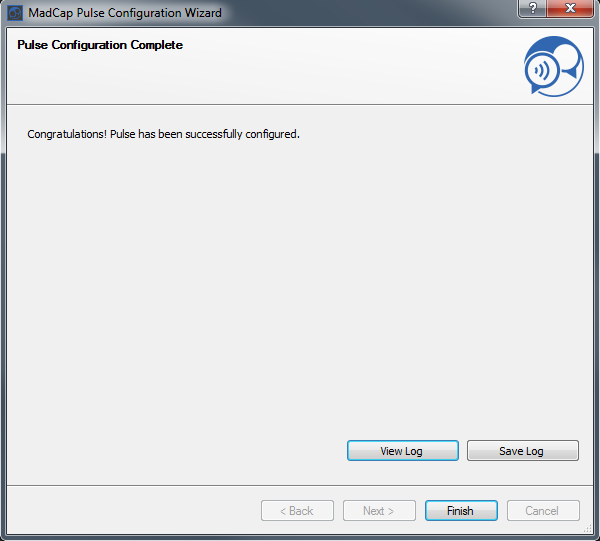 MadCap Pulse Configuration Wizard
Pulse Configuration Complete
Congratulations! Pulse has been successfully configured.
View Log
Save Log
< Back
Next >
Finish
Cancel